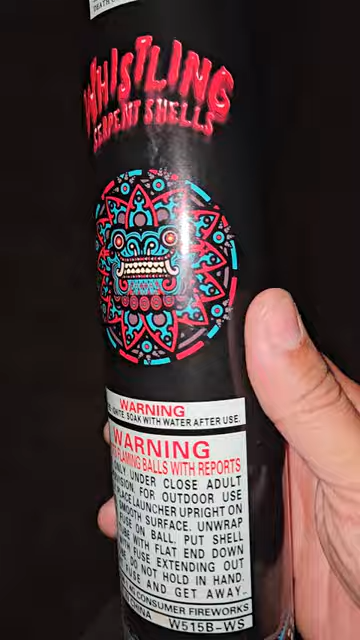 WHISTLING
SERPENT SHELLS
WARNING
IGNITE. SOAK WITH WATER AFTER USE.
WARNING
FLAMING BALLS WITH REPORTS
ONLY UNDER CLOSE ADULT
FOR OUTDOOR USE
PLACE LAUNCHER UPRIGHT ON
SMOOTH SURFACE. UNWRAP
FUSE ON BALL. PUT SHELL
WITH FLAT END DOWN
FUSE EXTENDING OUT
DO NOT HOLD IN HAND.
FUSE AND GET AWAY.
CONSUMER FIREWORKS
CHINA W515B-WS